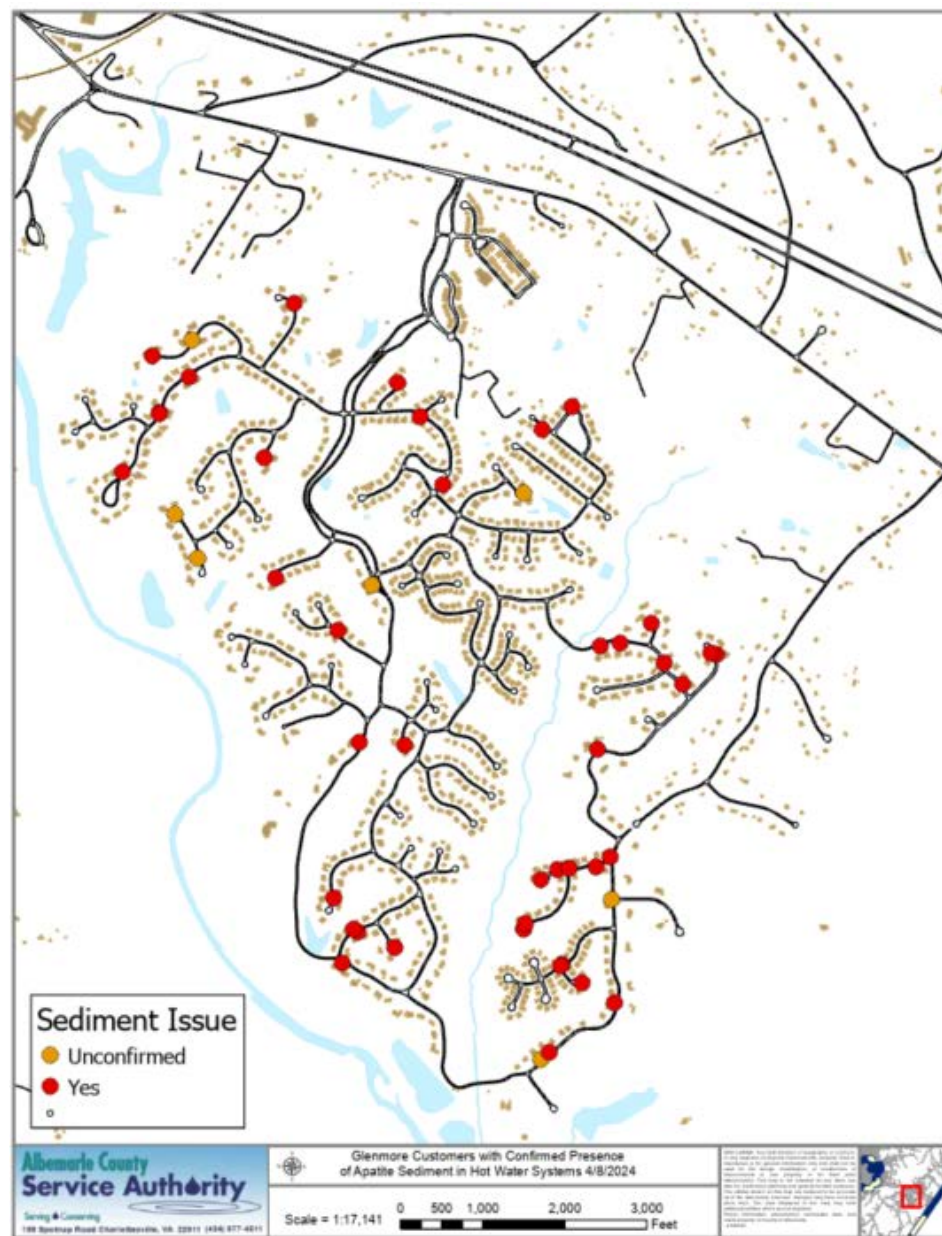 Sediment Issue
Unconfirmed
Yes
Albemarle County
Service Authority
Serving & Conserving
168 Spotnap Road Charlottesville, VA 22911 (434) 977-4511
Glenmore Customers with Confirmed Presence
of Apatite Sediment in Hot Water Systems 4/8/2024
Scale = 1:17,141
0 500 1,000 2,000 3,000
Feet